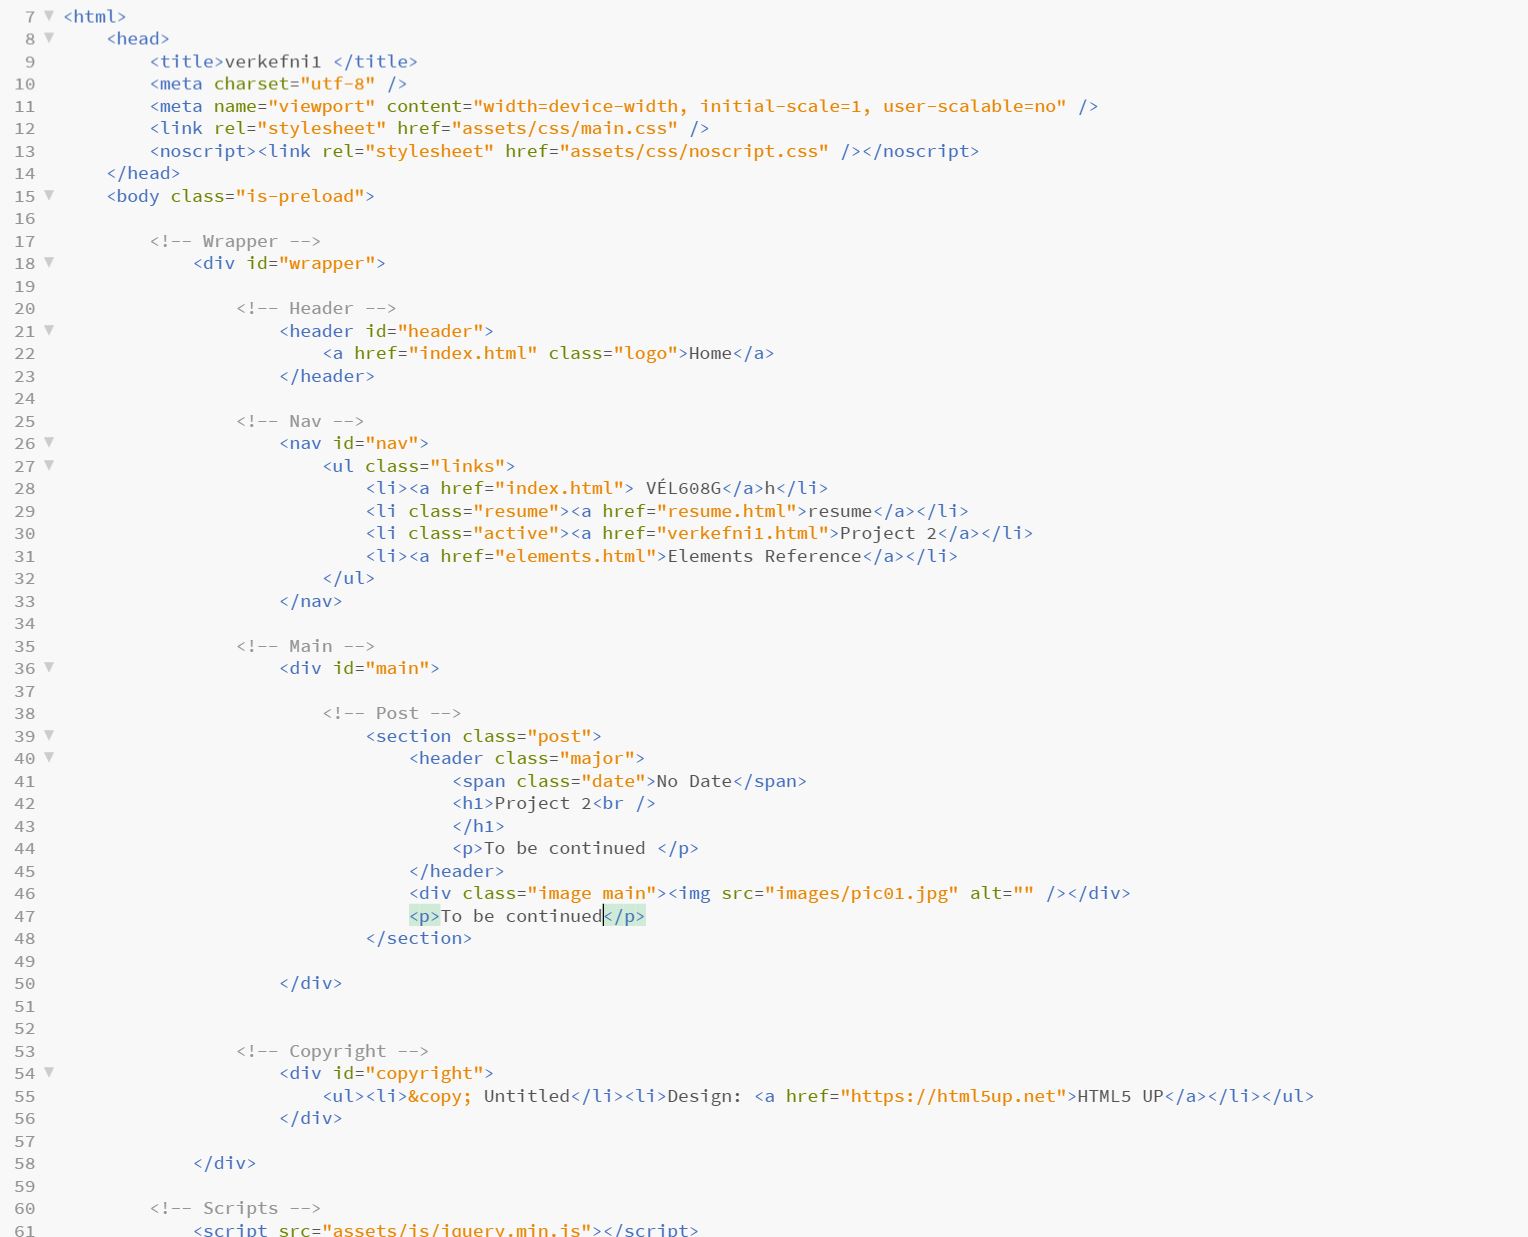 7 <html>
8 <head>
9 <title>verkefni1 </title>
10 <meta charset="utf-8" />
11 <meta name="viewport" content="width=device-width, initial-scale=1, user-scalable=no" />
12 <link rel="stylesheet" href="assets/css/main.css" />
13 <noscript><link rel="stylesheet" href="assets/css/noscript.css" /></noscript>
14 </head>
15 <body class="is-preload">
16
17 <!-- Wrapper -->
18 <div id="wrapper">
19
20 <!-- Header -->
21 <header id="header">
22 <a href="index.html" class="logo">Home</a>
23 </header>
24
25 <!-- Nav -->
26 <nav id="nav">
27 <ul class="links">
28 <li><a href="index.html"> VÉL608G</a>h</li>
29 <li class="resume"><a href="resume.html">resume</a></li>
30 <li class="active"><a href="verkefni1.html">Project 2</a></li>
31 <li><a href="elements.html">Elements Reference</a></li>
32 </ul>
33 </nav>
34
35 <!-- Main -->
36 <div id="main">
37
38 <!-- Post -->
39 <section class="post">
40 <header class="major">
41 <span class="date">No Date</span>
42 <h1>Project 2<br />
43 </h1>
44 <p>To be continued </p>
45 </header>
46 <div class="image main"><img src="images/pic01.jpg" alt="" /></div>
47 <p>To be continued</p>
48 </section>
49
50 </div>
51
52
53 <!-- Copyright -->
54 <div id="copyright">
55 <ul><li>&copy; Untitled</li><li>Design: <a href="https://html5up.net">HTML5 UP</a></li></ul>
56 </div>
57
58 </div>
59
60 <!-- Scripts -->
61 <script src="assets/js/jquery.min.js"></script>